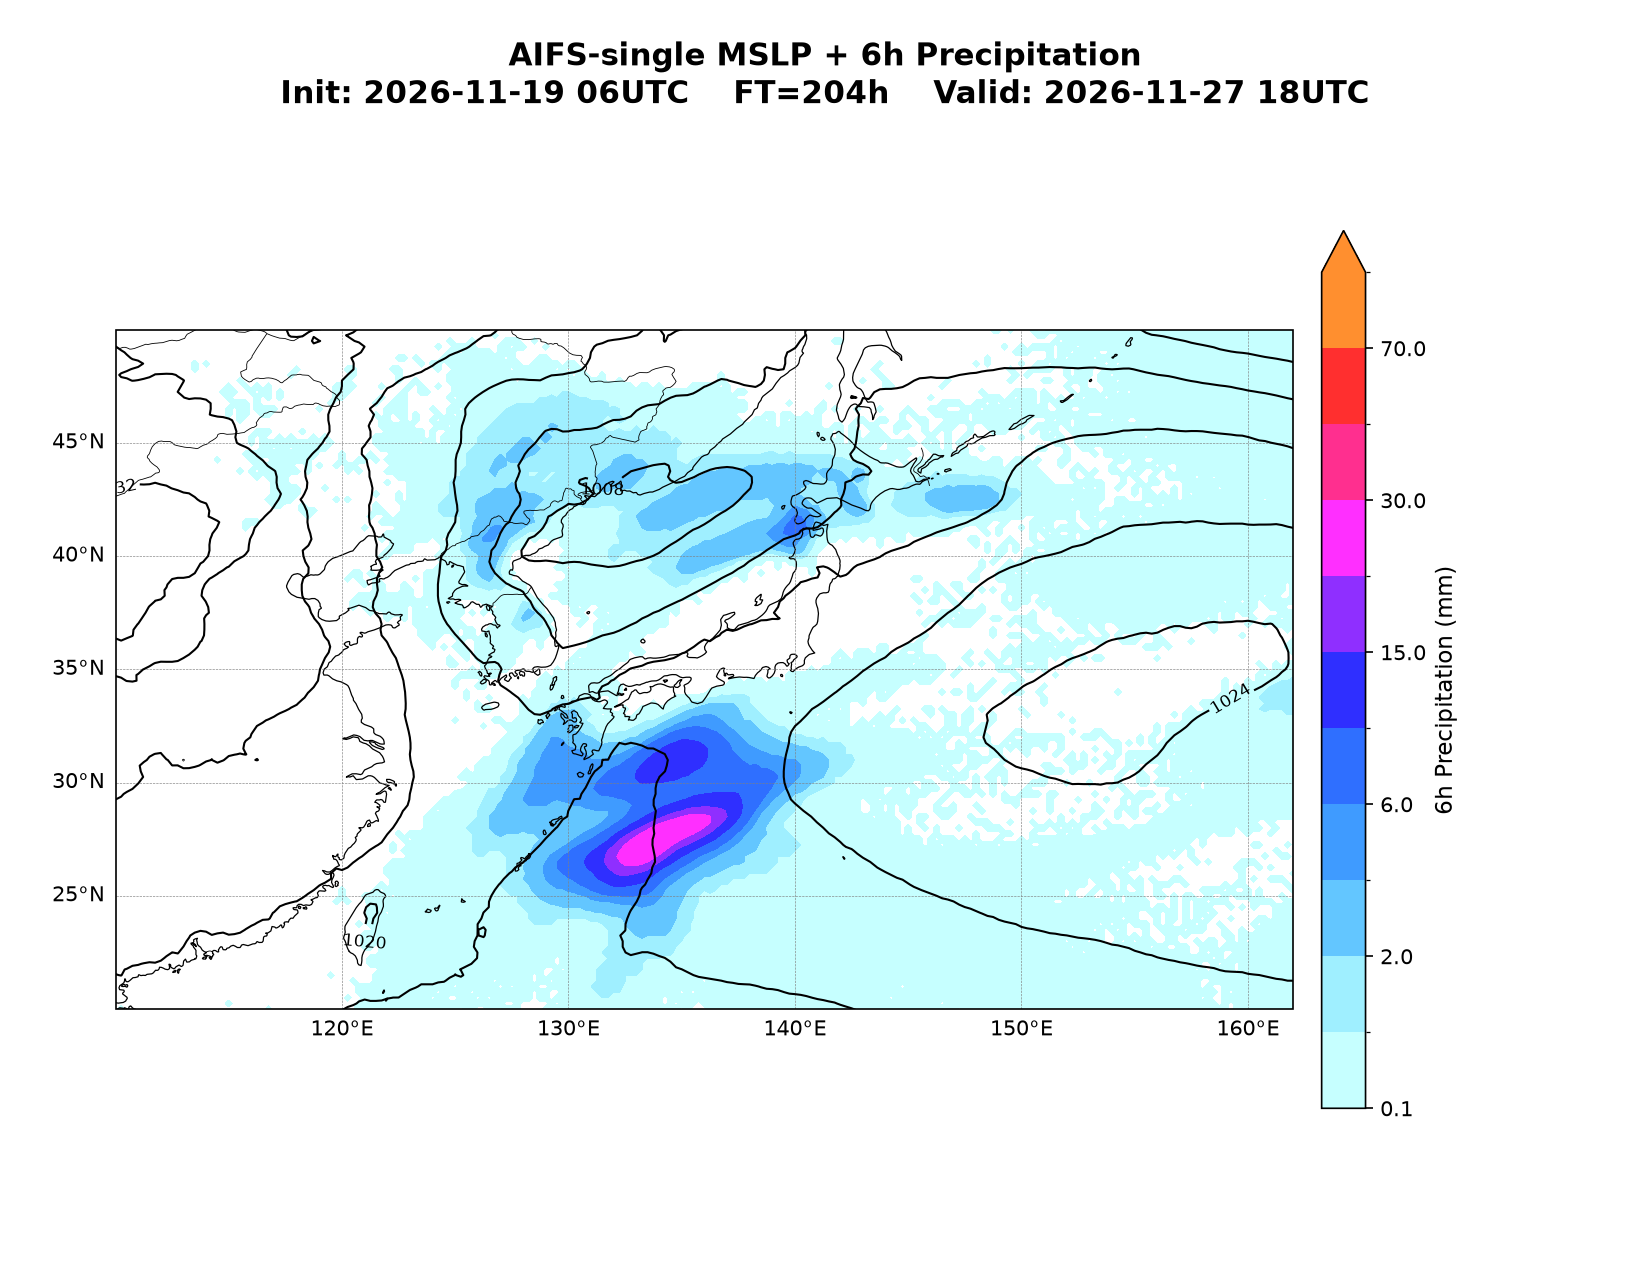 AIFS-single MSLP + 6h Precipitation
Init: 2026-11-19 06UTC    FT=204h    Valid: 2026-11-27 18UTC
45°N
40°N
35°N
30°N
25°N
120°E
130°E
140°E
150°E
160°E
32
1008
1024
1020
70.0
30.0
15.0
6.0
2.0
0.1
6h Precipitation (mm)